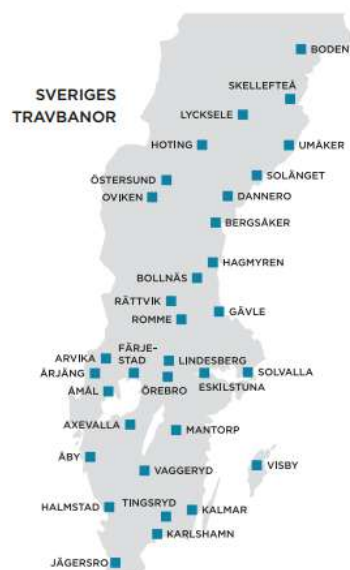 SVERIGES
TRAVBANOR
BODEN
SKELLEFTEÅ
LYCKSELE
HOTING
UMÅKER
SOLÄNGET
ÖSTERSUND
OVIKEN
DANNERO
BERGSÅKER
HAGMYREN
BOLLNÄS
RÄTTVIK
GÄVLE
ROMME
FÄRJE-
STAD
ARVIKA
LINDESBERG
ÅRJÄNG
SOLVALLA
ÖREBRO
ESKILSTUNA
ÅMÅL
AXEVALLA
MANTORP
ÅBY
VISBY
VAGGERYD
HALMSTAD
TINGSRYD
KALMAR
KARLSHAMN
JÄGERSRO